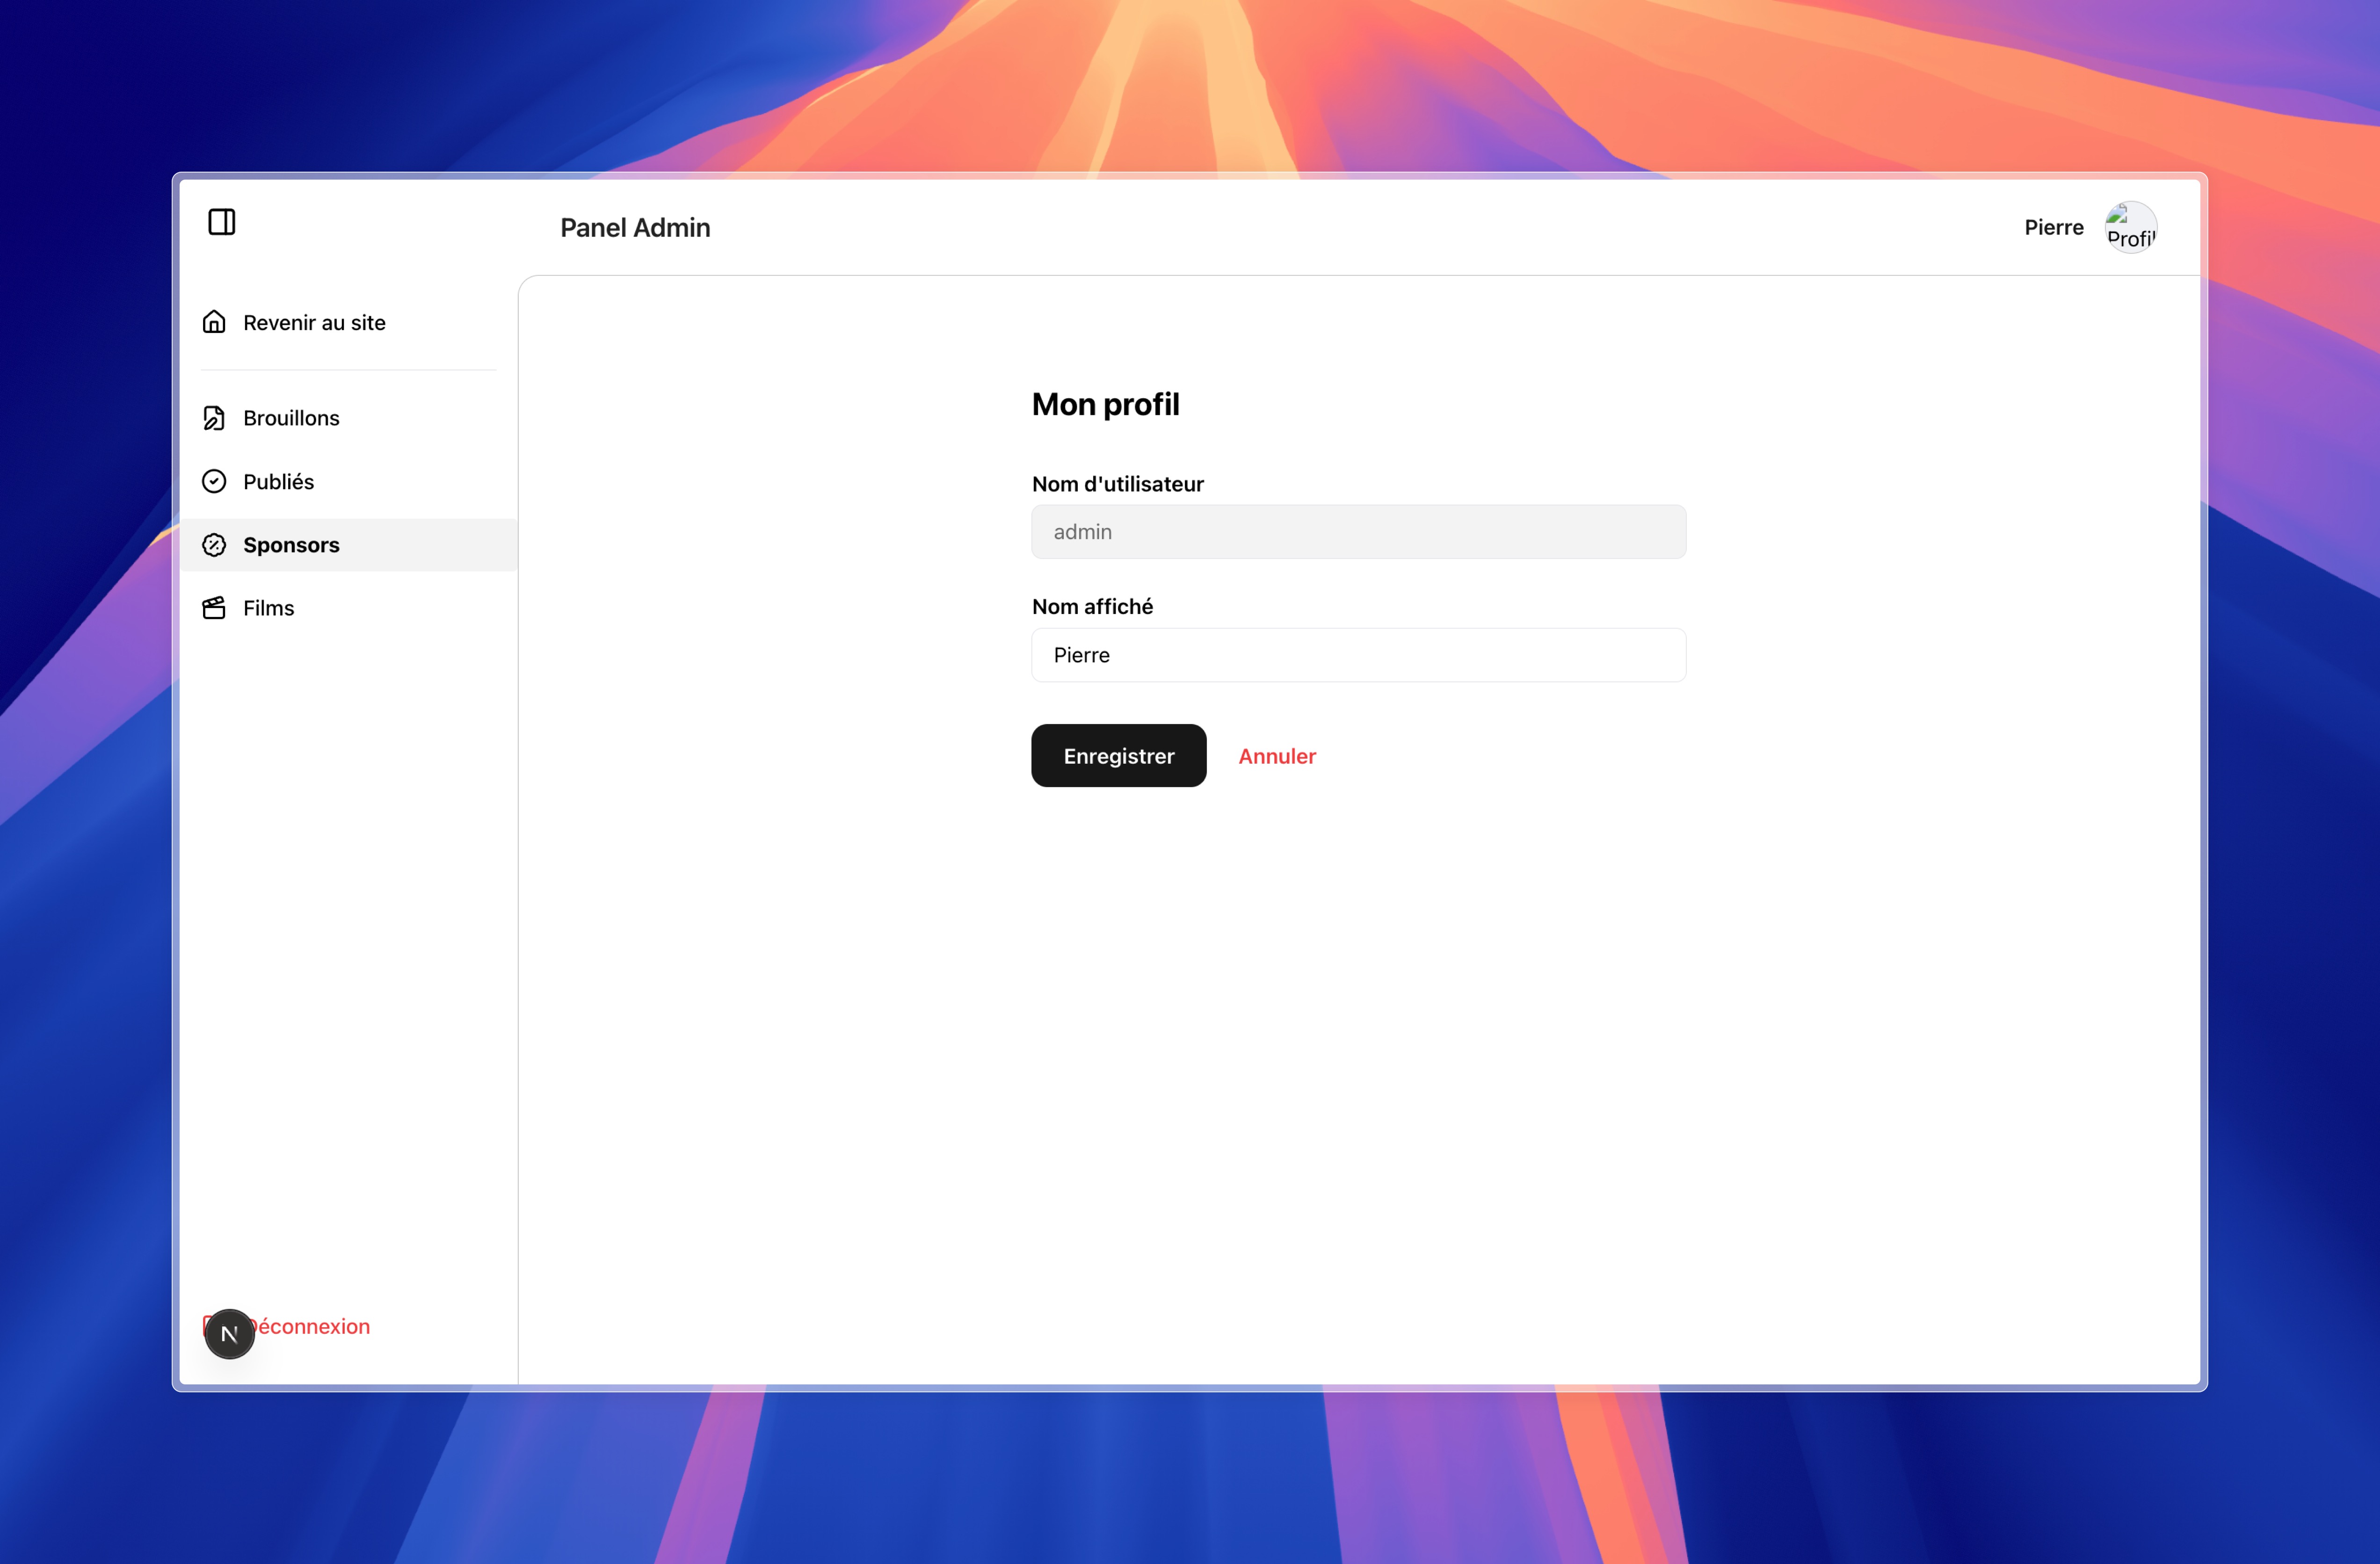 Panel Admin
Pierre
Profil
Revenir au site
Brouillons
Publiés
Sponsors
Films
Mon profil
Nom d'utilisateur
admin
Nom affiché
Pierre
Enregistrer
Annuler
N
Déconnexion